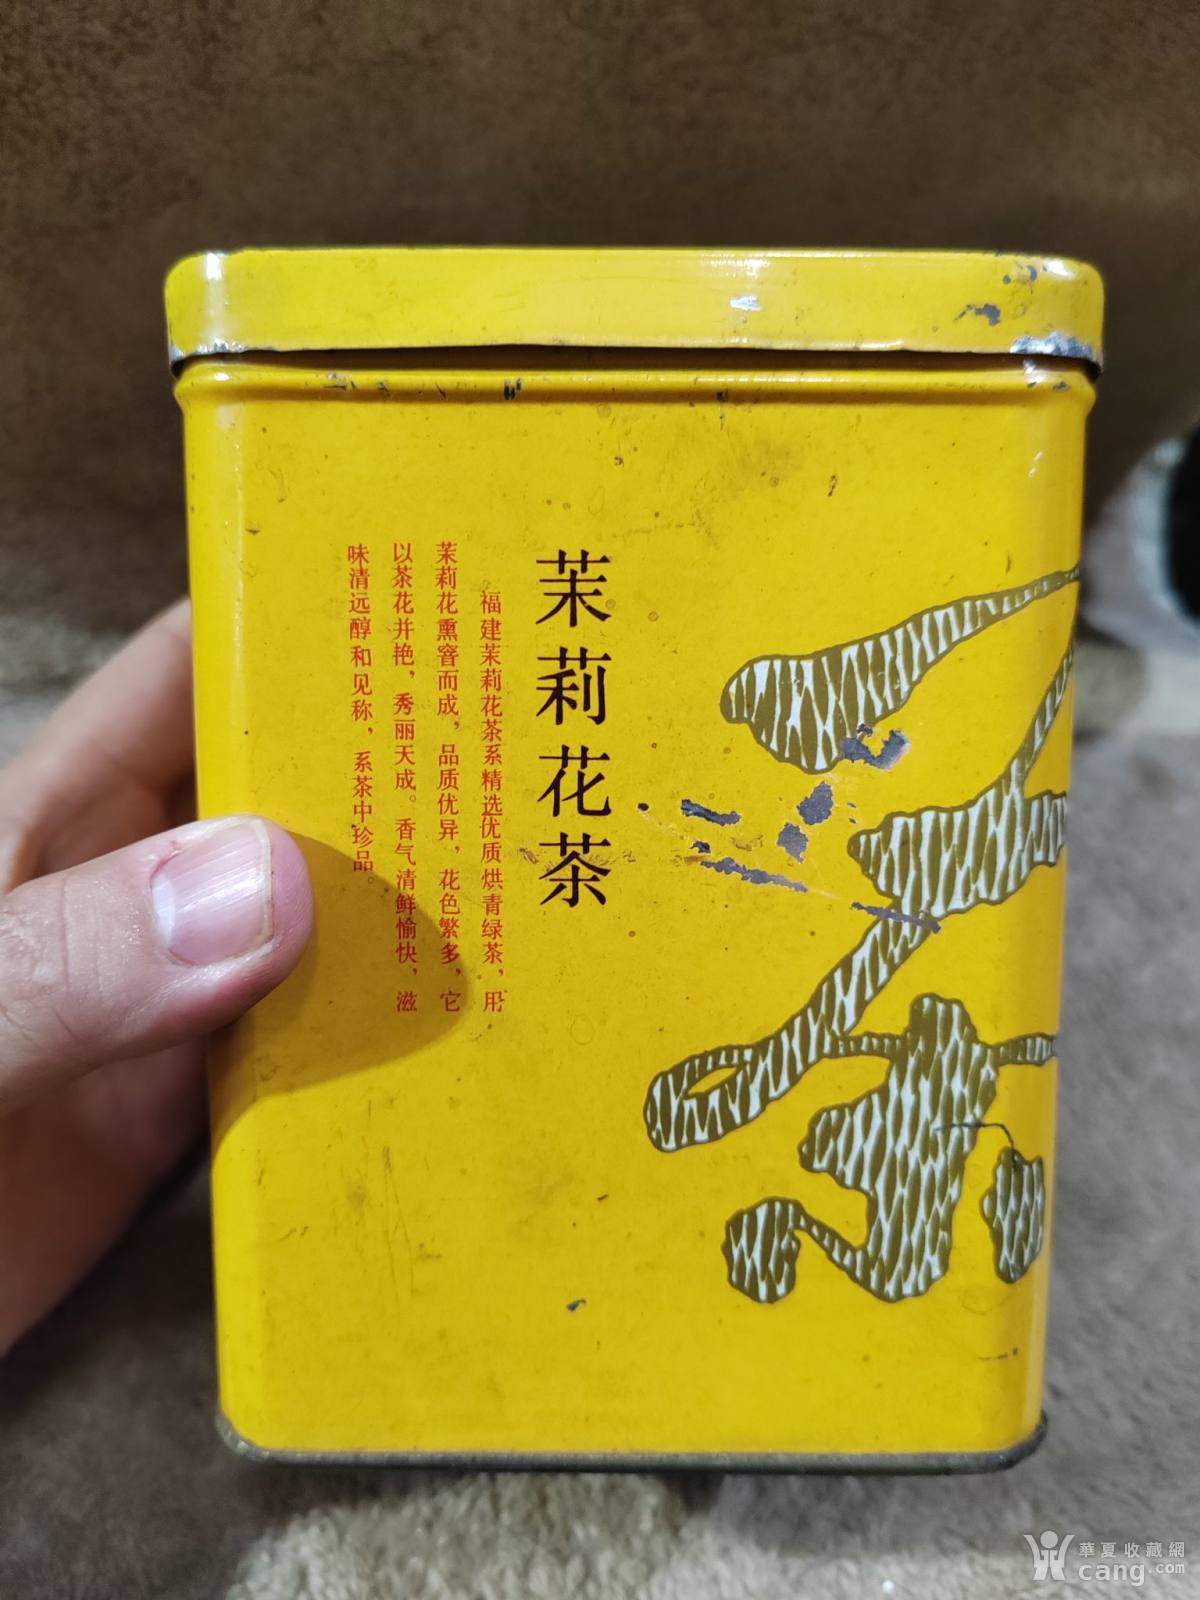 茉莉花茶
福建茉莉花茶系精选优质烘青绿茶，用
茉莉花熏窨而成，品质优异，花色繁多，它
以茶花并艳，秀丽天成。香气清鲜愉快，滋
味清远醇和见称，系茶中珍品。
茶
華夏收藏網
cang.com